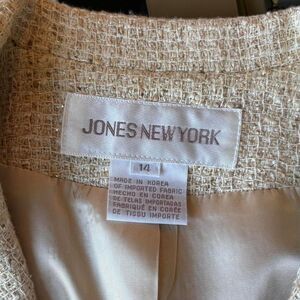 JONES NEW YORK
14
MADE IN KOREA
OF IMPORTED FABRIC
HECHO EN COREA
DE TELAS IMPORTADAS
FABRIQUÉ EN CORÉE
DE TISSU IMPORTE